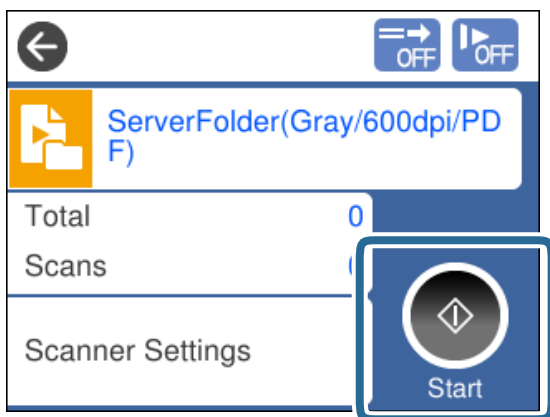 OFF OFF
ServerFolder(Gray/600dpi/PD
F)
Total 0
Scans
Scanner Settings
Start